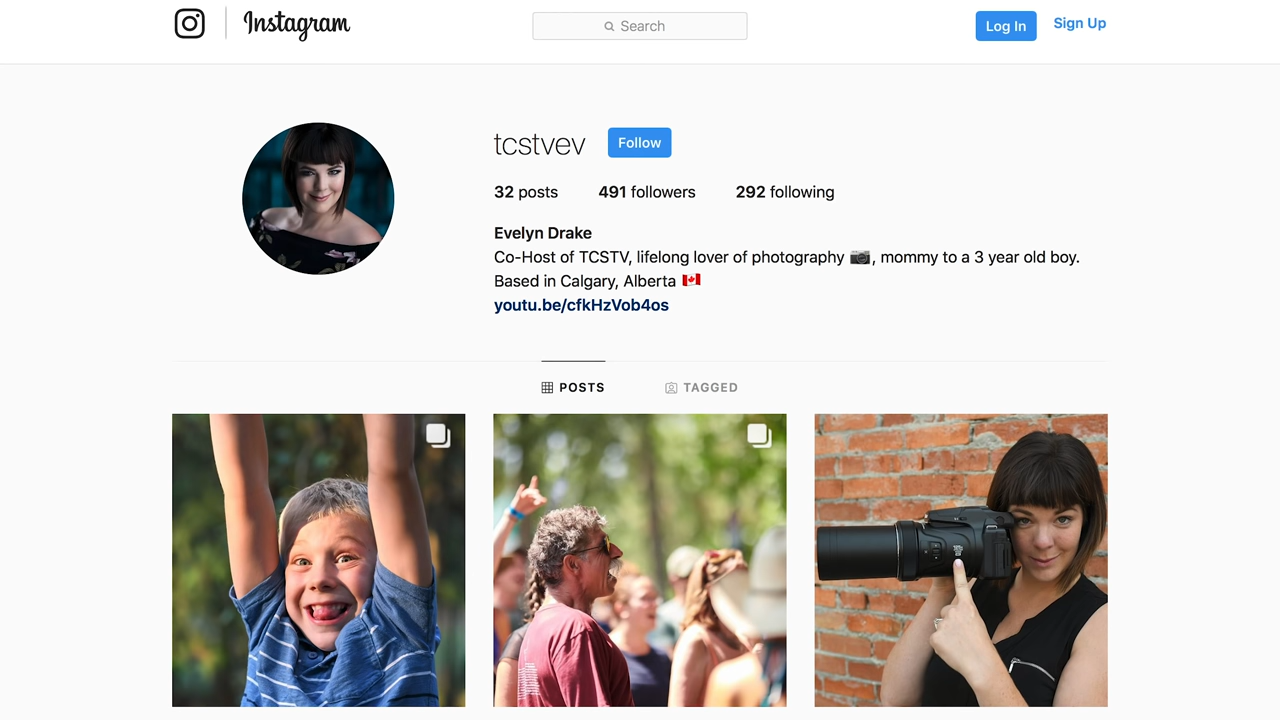 Instagram
Search
Log In
Sign Up
tcstvev
Follow
32 posts 491 followers 292 following
Evelyn Drake
Co-Host of TCSTV, lifelong lover of photography 📷, mommy to a 3 year old boy.
Based in Calgary, Alberta 🇨🇦
youtu.be/cfkHzVob4os
POSTS
TAGGED